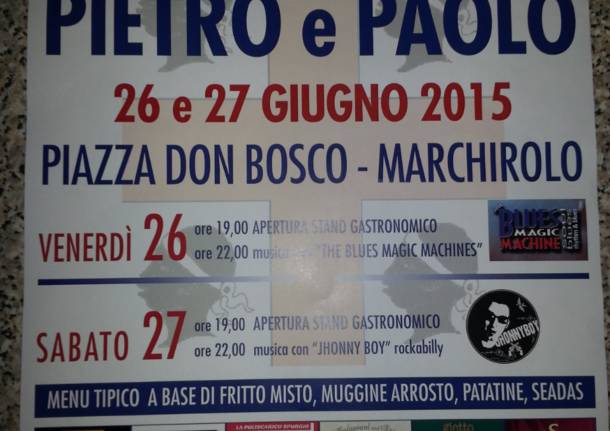 PIETRO e PAOLO
26 e 27 GIUGNO 2015
PIAZZA DON BOSCO - MARCHIROLO
VENERDÌ 26
ore 19,00 APERTURA STAND GASTRONOMICO
ore 22,00 musica con "THE BLUES MAGIC MACHINES"
BLUES
MAGIC
MACHINE
SABATO 27
ore 19,00 APERTURA STAND GASTRONOMICO
ore 22,00 musica con "JHONNY BOY" rockabilly
JHONNYBOY
MENU TIPICO A BASE DI FRITTO MISTO, MUGGINE ARROSTO, PATATINE, SEADAS